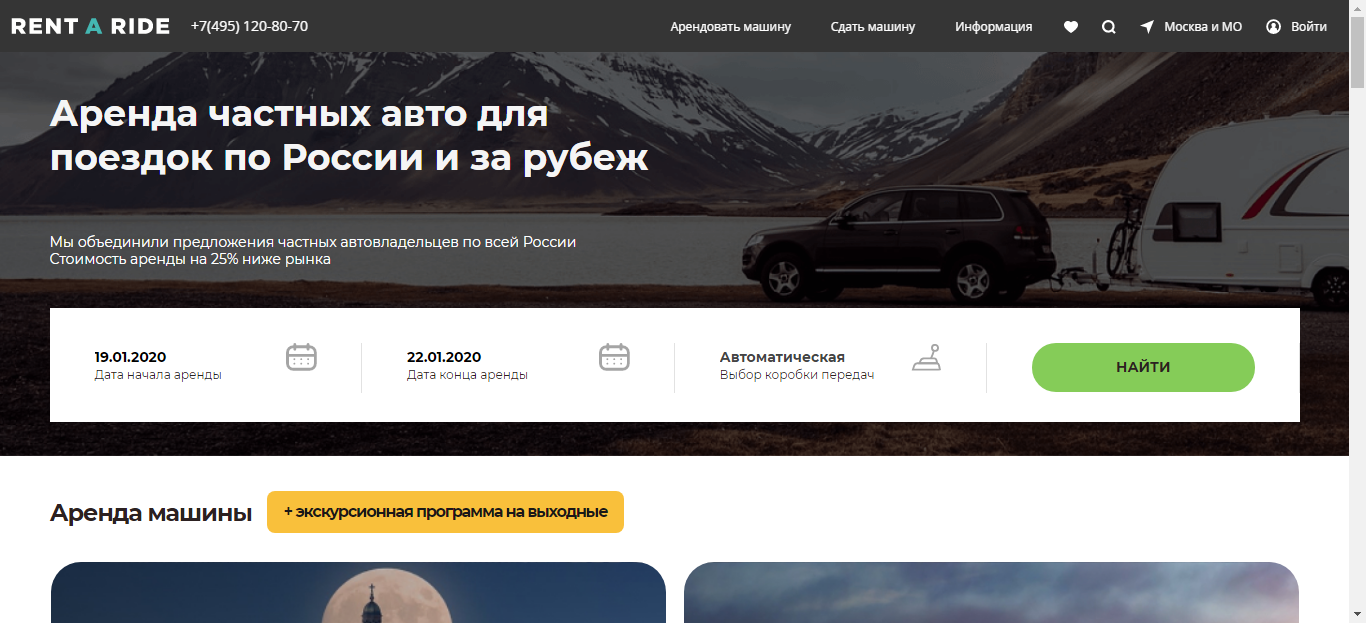 RENT A RIDE
+7(495) 120-80-70
Арендовать машину
Сдать машину
Информация
Москва и МО
Войти
Аренда частных авто для
поездок по России и за рубеж
Мы объединили предложения частных автовладельцев по всей России
Стоимость аренды на 25% ниже рынка
19.01.2020
Дата начала аренды
22.01.2020
Дата конца аренды
Автоматическая
Выбор коробки передач
НАЙТИ
Аренда машины
+ экскурсионная программа на выходные